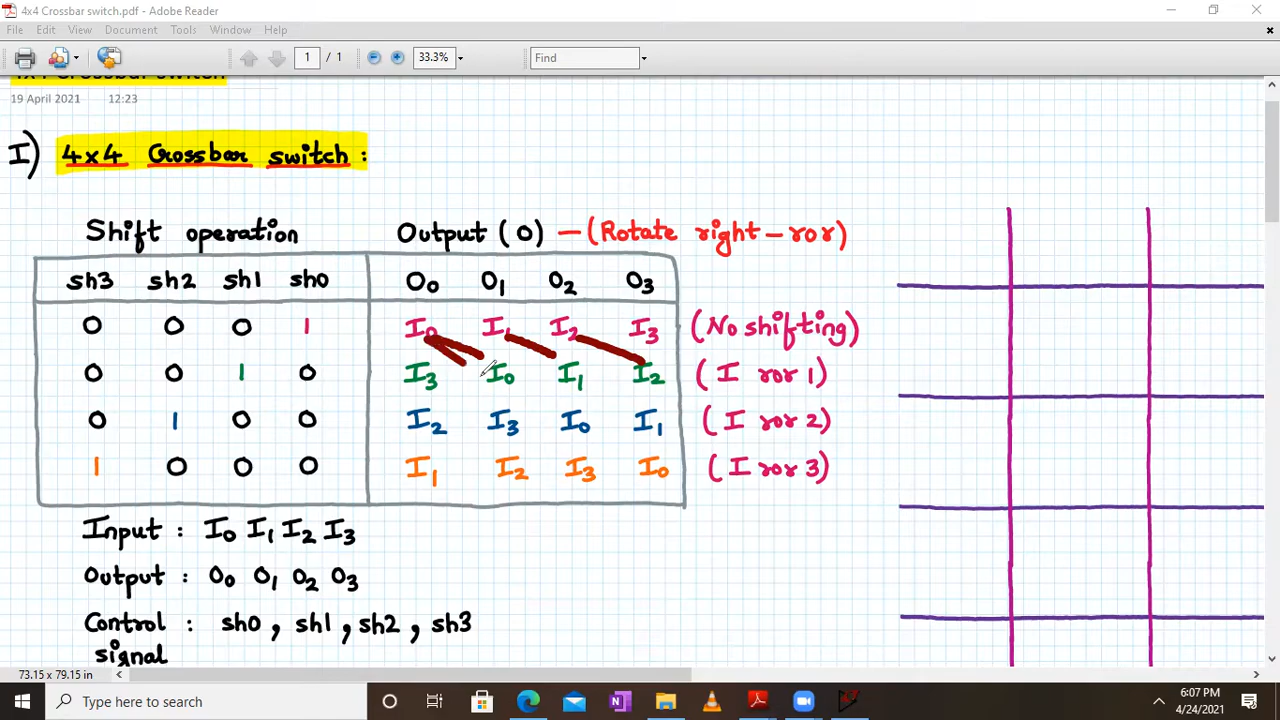 4x4 Crossbar switch.pdf - Adobe Reader
File Edit View Document Tools Window Help
1 / 1 33.3% Find
4x4 Crossbar switch
19 April 2021 12:23
I) 4x4 Crossbar switch :
Shift operation Output (O) – (Rotate right – ror)
sh3 sh2 sh1 sh0 O₀ O₁ O₂ O₃
0 0 0 1 I₀ I₁ I₂ I₃ (No shifting)
0 0 1 0 I₃ I₀ I₁ I₂ (I ror 1)
0 1 0 0 I₂ I₃ I₀ I₁ (I ror 2)
1 0 0 0 I₁ I₂ I₃ I₀ (I ror 3)
Input : I₀ I₁ I₂ I₃
Output : O₀ O₁ O₂ O₃
Control : sh0 , sh1 , sh2 , sh3
signal
73.15 x 79.15 in
Type here to search
6:07 PM
4/24/2021